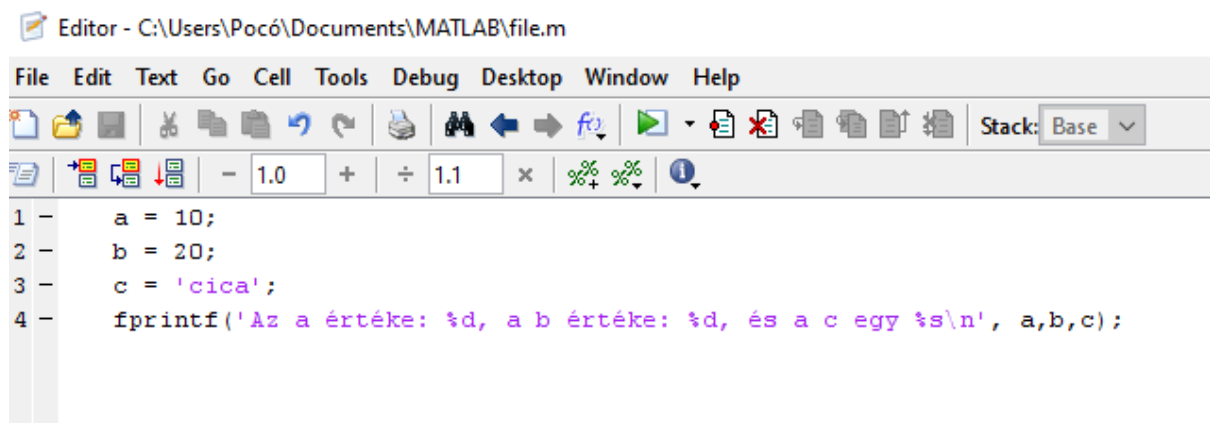 Editor - C:\Users\Pocó\Documents\MATLAB\file.m
File Edit Text Go Cell Tools Debug Desktop Window Help
Stack: Base
- 1.0 + ÷ 1.1 ×
1 - a = 10;
2 - b = 20;
3 - c = 'cica';
4 - fprintf('Az a értéke: %d, a b értéke: %d, és a c egy %s\n', a,b,c);